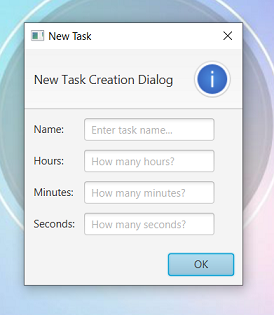 New Task
New Task Creation Dialog
Name: Enter task name...
Hours: How many hours?
Minutes: How many minutes?
Seconds: How many seconds?
OK